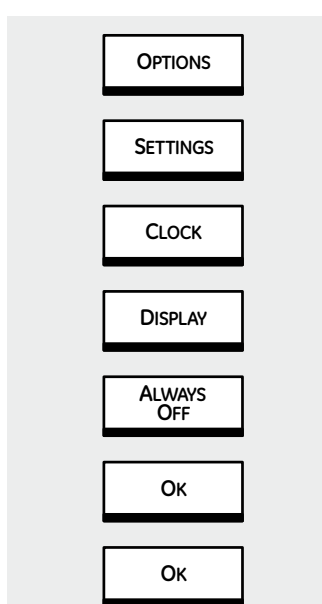 OPTIONS
SETTINGS
CLOCK
DISPLAY
ALWAYS
OFF
OK
OK